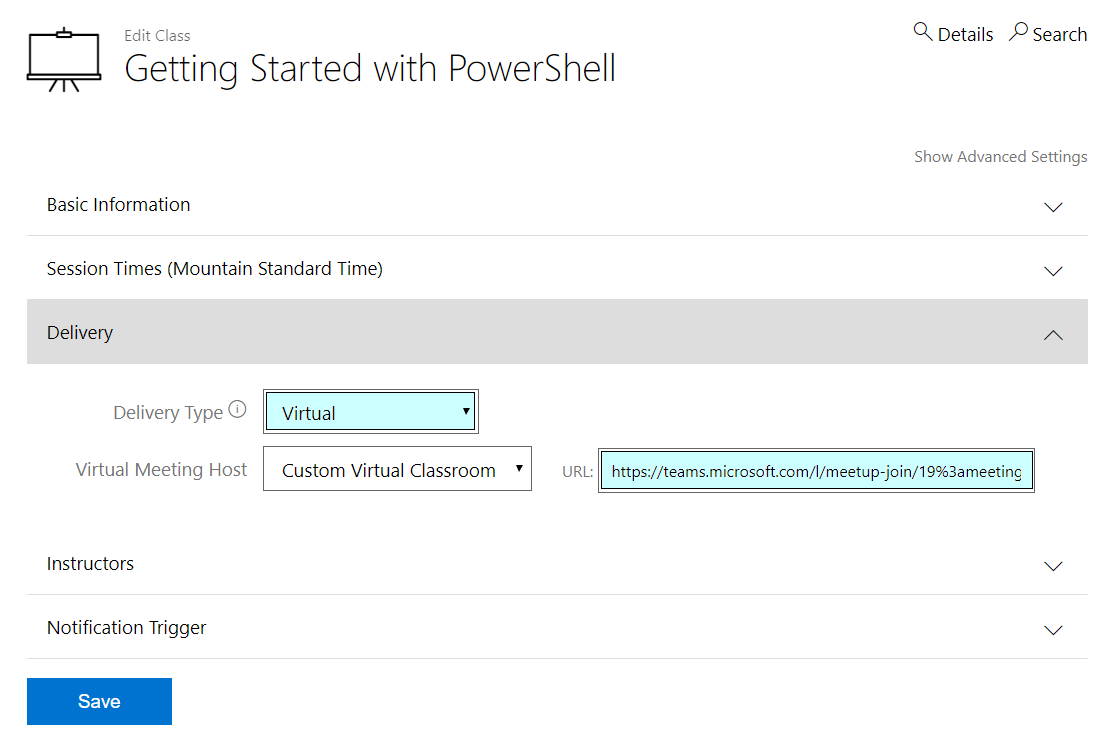 Edit Class
Getting Started with PowerShell
Details Search
Show Advanced Settings
Basic Information
Session Times (Mountain Standard Time)
Delivery
Delivery Type Virtual
Virtual Meeting Host Custom Virtual Classroom URL: https://teams.microsoft.com/l/meetup-join/19%3ameeting
Instructors
Notification Trigger
Save